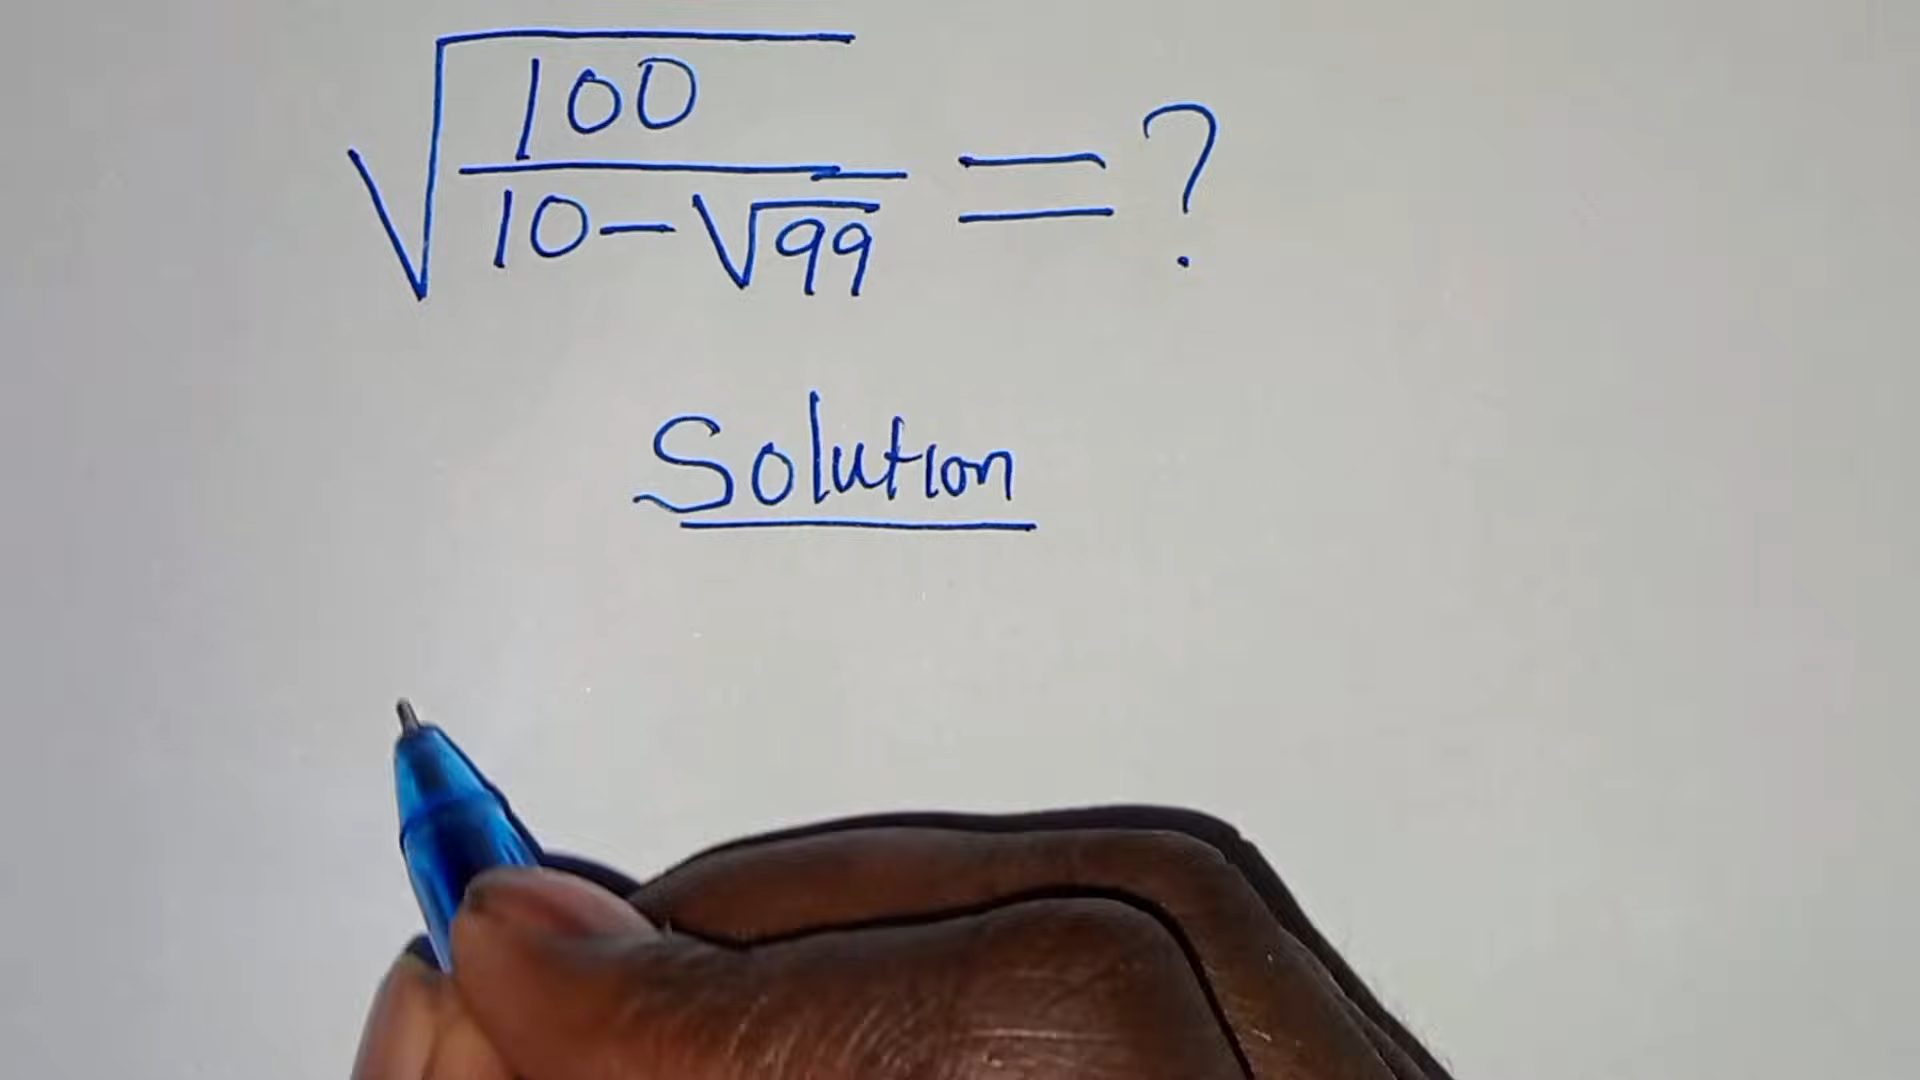 √(100/(10-√99)) = ?
Solution